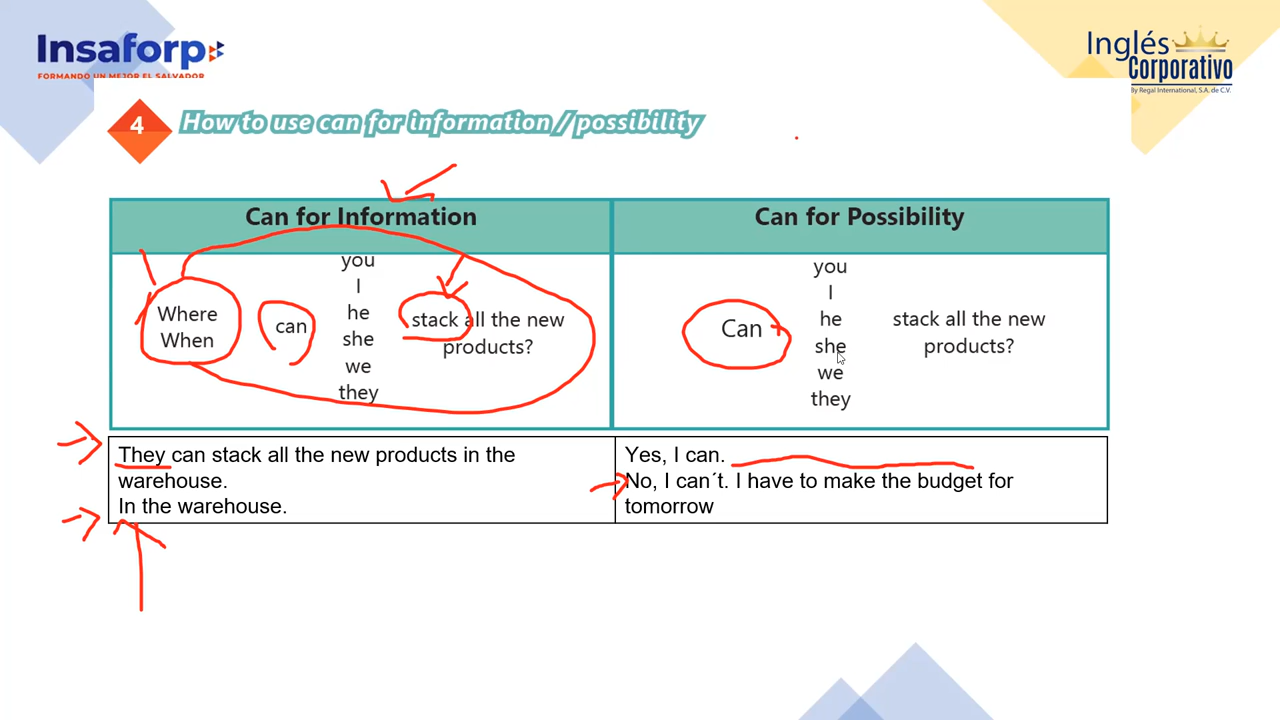 Insaforp
FORMANDO UN MEJOR EL SALVADOR
Inglés
Corporativo
By Regal International, S.A. de C.V.
4
How to use can for information / possibility
Can for Information
Can for Possibility
Where
When
can
you
I
he
she
we
they
stack all the new
products?
Can
you
I
he
she
we
they
stack all the new
products?
They can stack all the new products in the
warehouse.
In the warehouse.
Yes, I can.
No, I can´t. I have to make the budget for
tomorrow